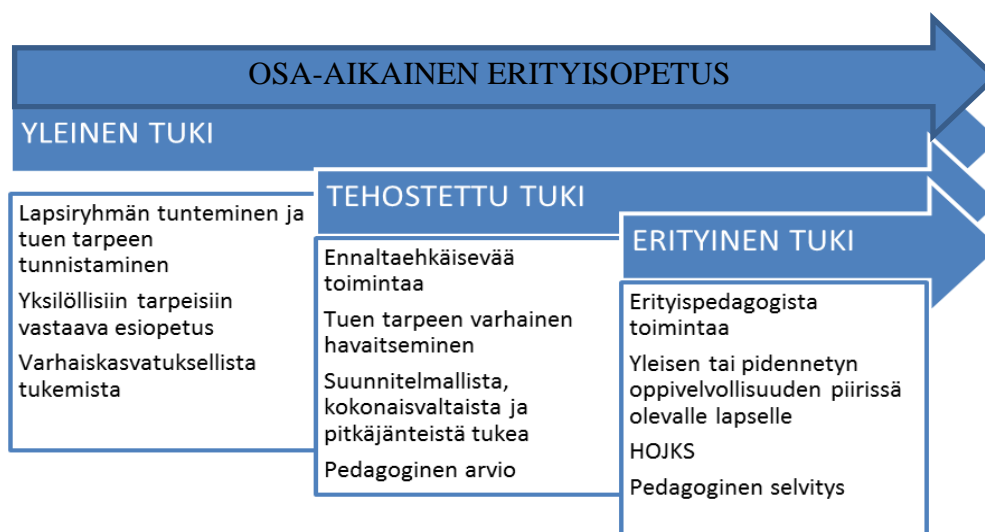 OSA-AIKAINEN ERITYISOPETUS
YLEINEN TUKI
Lapsiryhmän tunteminen ja
tuen tarpeen
tunnistaminen
Yksilöllisiin tarpeisiin
vastaava esiopetus
Varhaiskasvatuksellista
tukemista
TEHOSTETTU TUKI
Ennaltaehkäisevää
toimintaa
Tuen tarpeen varhainen
havaitseminen
Suunnitelmallista,
kokonaisvaltaista ja
pitkäjänteistä tukea
Pedagoginen arvio
ERITYINEN TUKI
Erityispedagogista
toimintaa
Yleisen tai pidennetyn
oppivelvollisuuden piirissä
olevalle lapselle
HOJKS
Pedagoginen selvitys